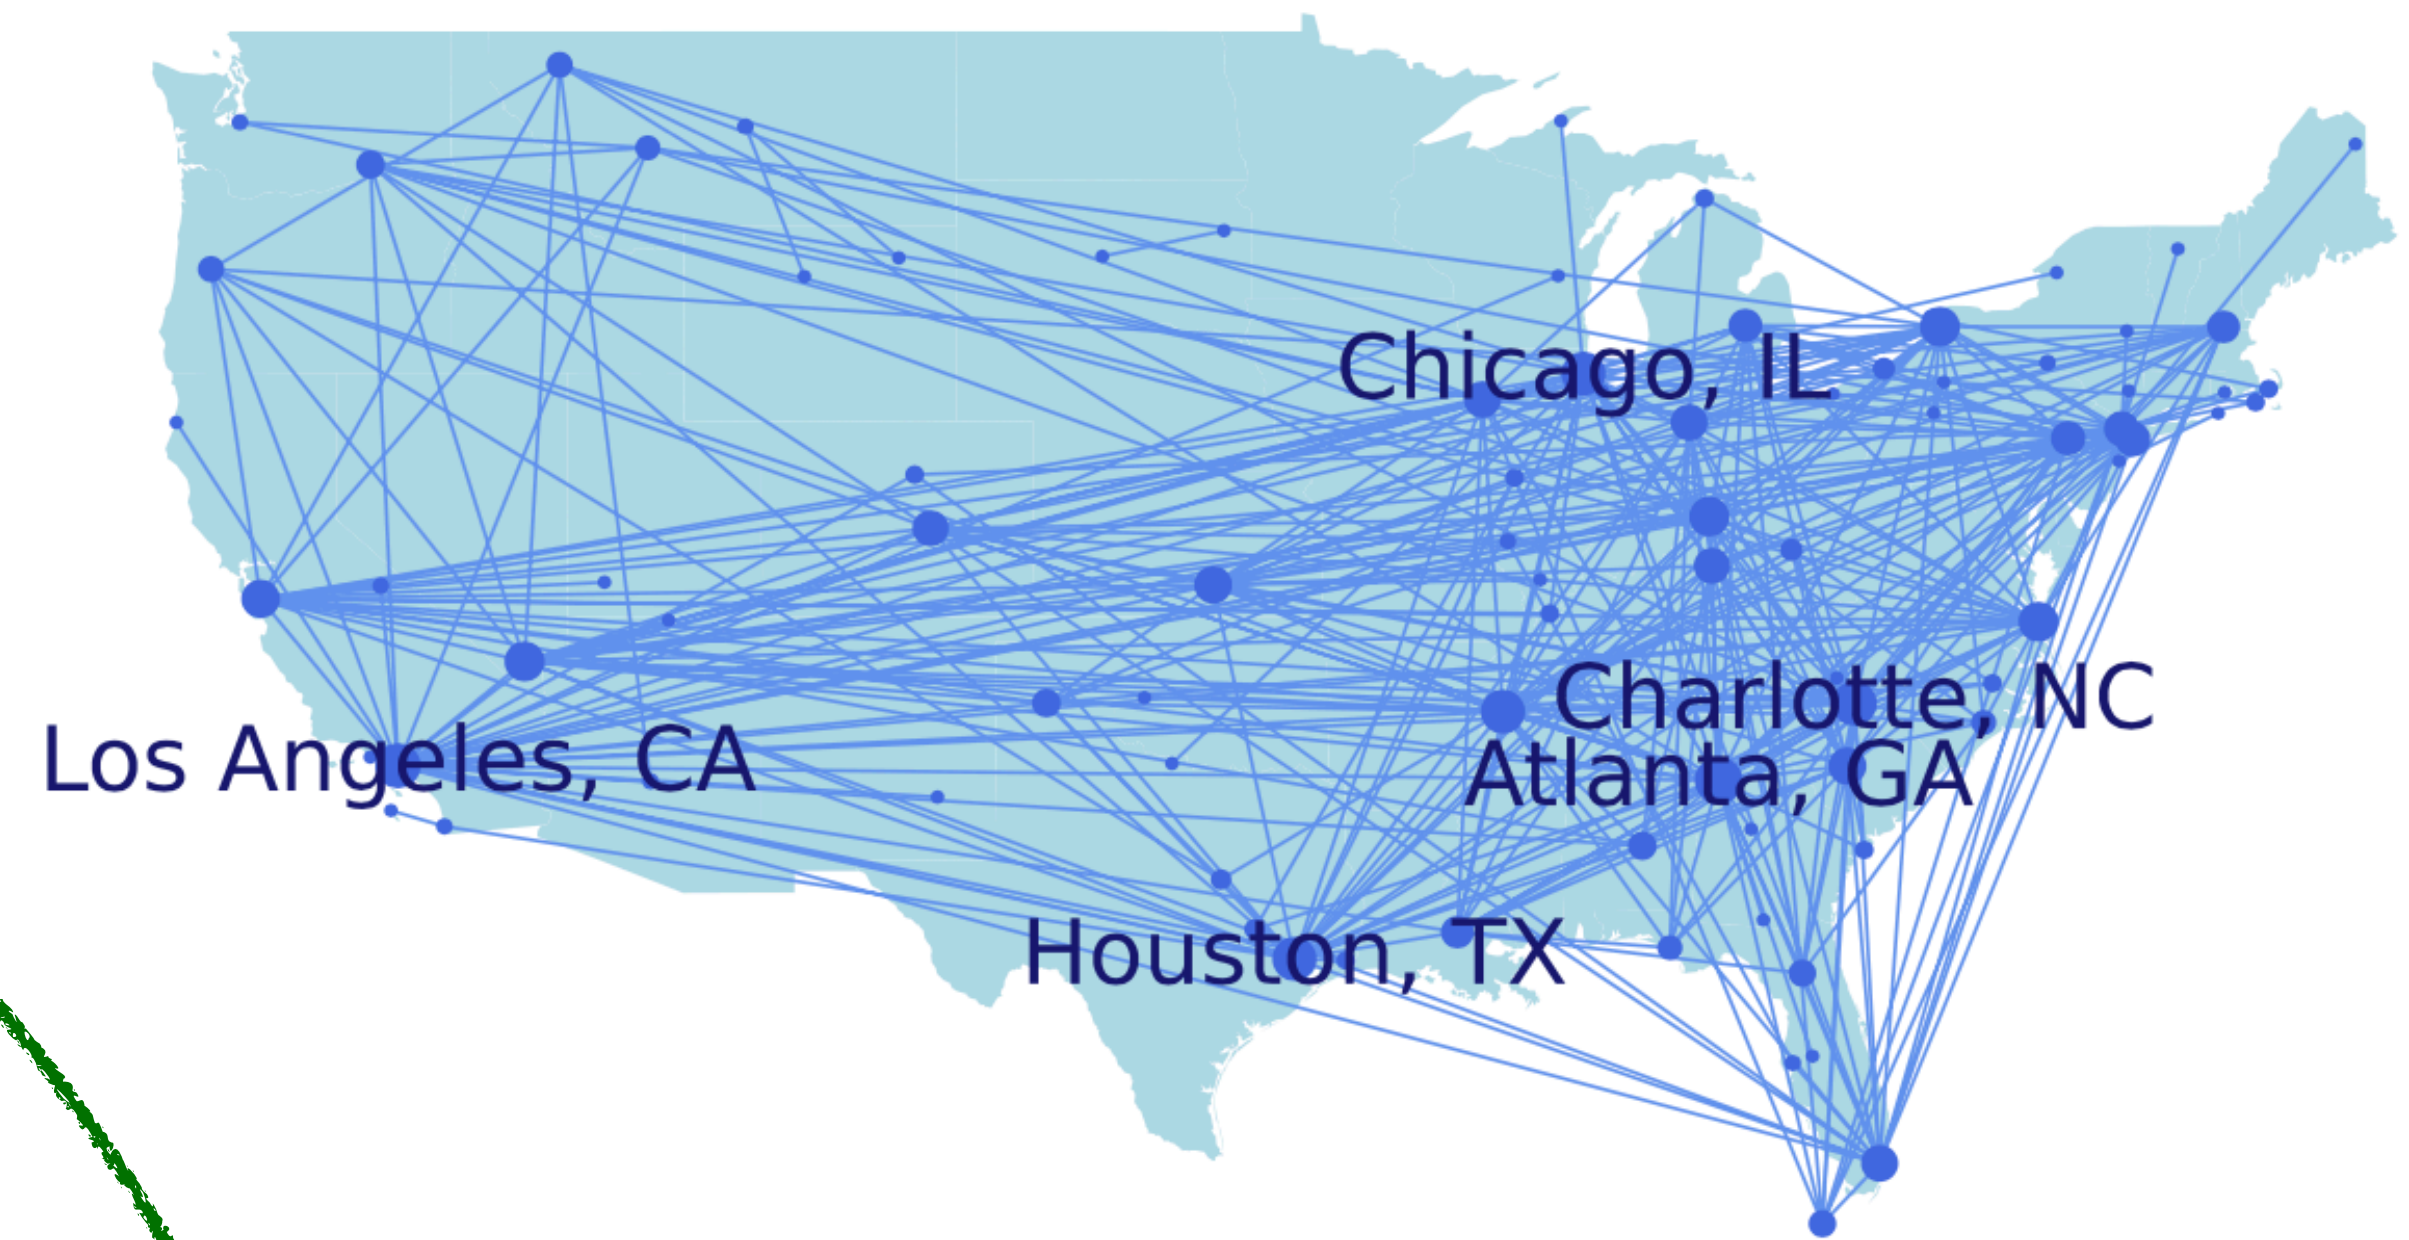 Chicago, IL
Charlotte, NC
Los Angeles, CA
Atlanta, GA
Houston, TX